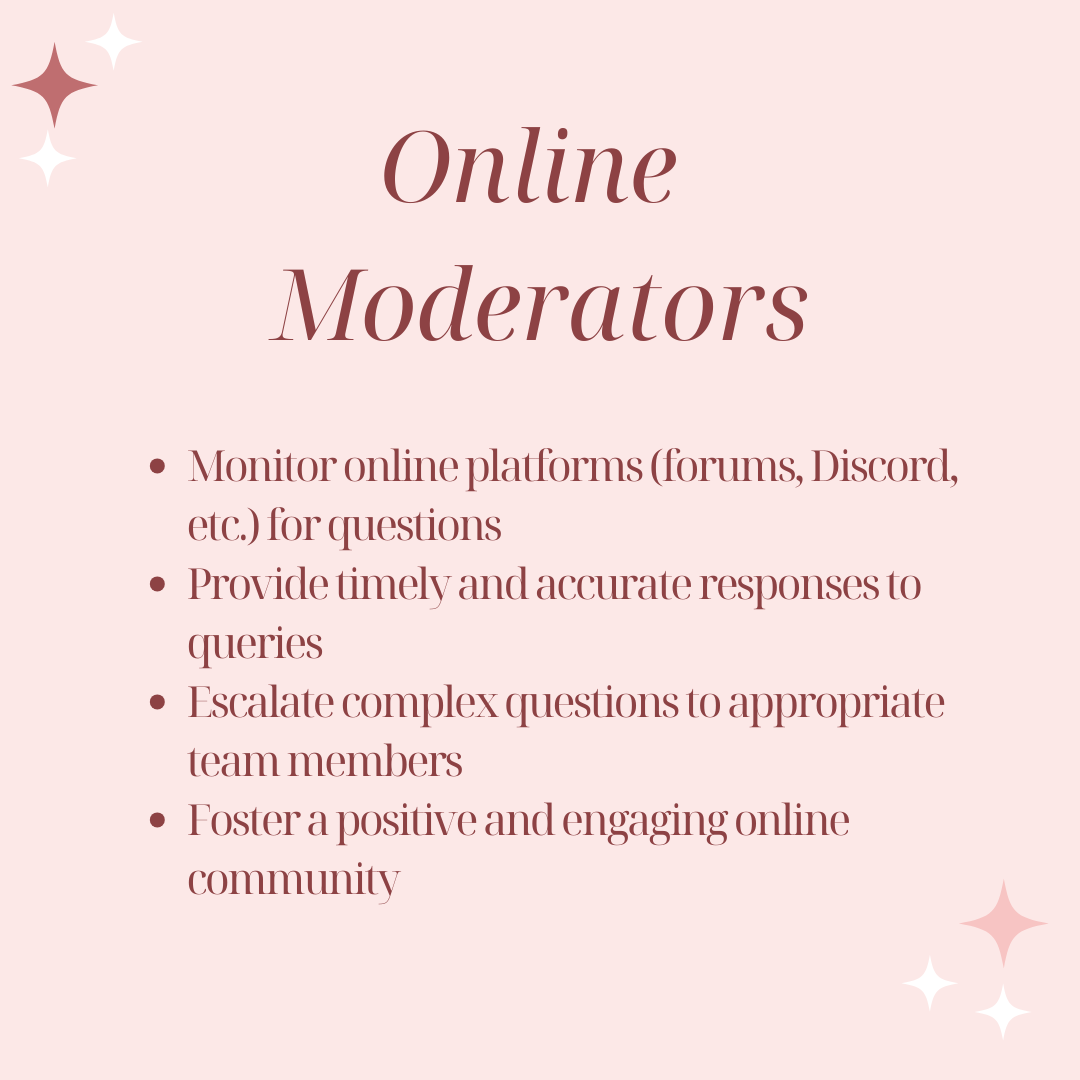 Online
Moderators
• Monitor online platforms (forums, Discord,
etc.) for questions
• Provide timely and accurate responses to
queries
• Escalate complex questions to appropriate
team members
• Foster a positive and engaging online
community